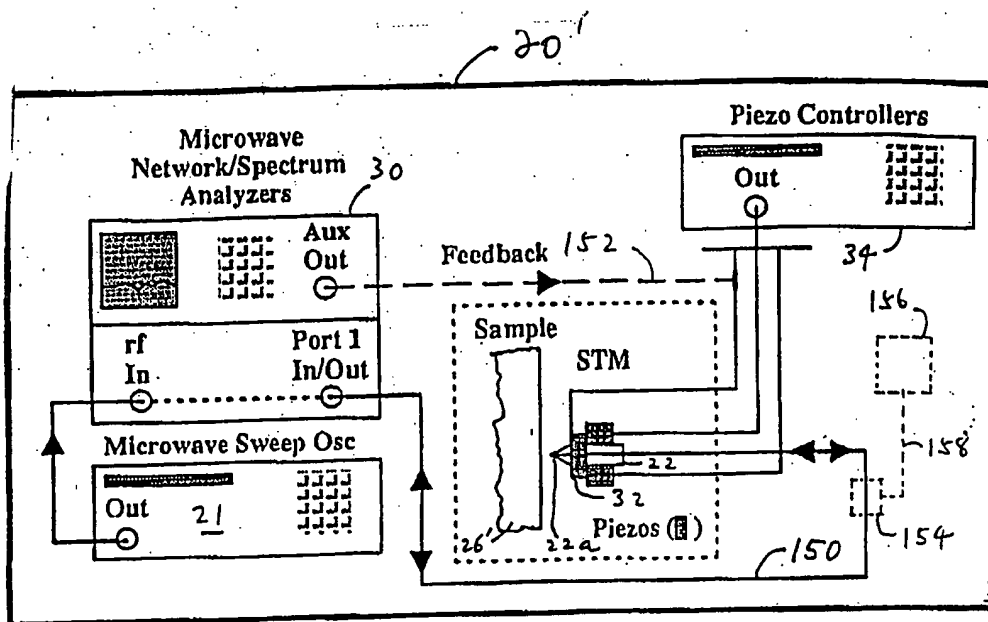 20'
Piezo Controllers
Microwave
Network/Spectrum
Analyzers
30
Out
Aux
Out
Feedback
152
34
156
Sample
STM
rf
In
Port 1
In/Out
Microwave Sweep Osc
22
158
32
Out
21
Piezos ( )
26'
22a
154
150